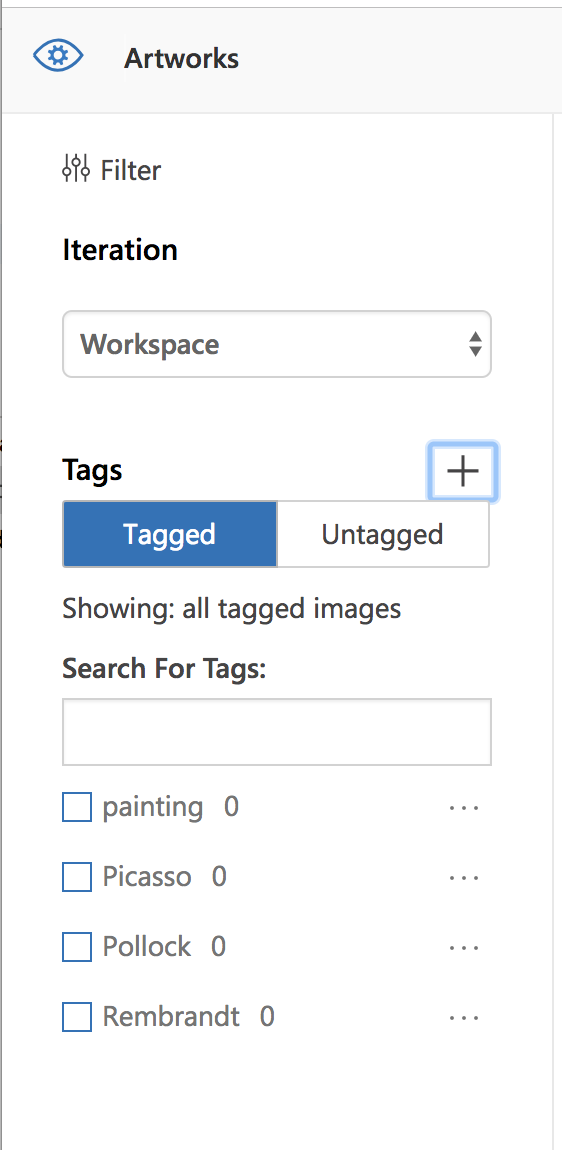 Artworks
Filter
Iteration
Workspace
Tags
Tagged Untagged
Showing: all tagged images
Search For Tags:
painting 0 ...
Picasso 0 ...
Pollock 0 ...
Rembrandt 0 ...